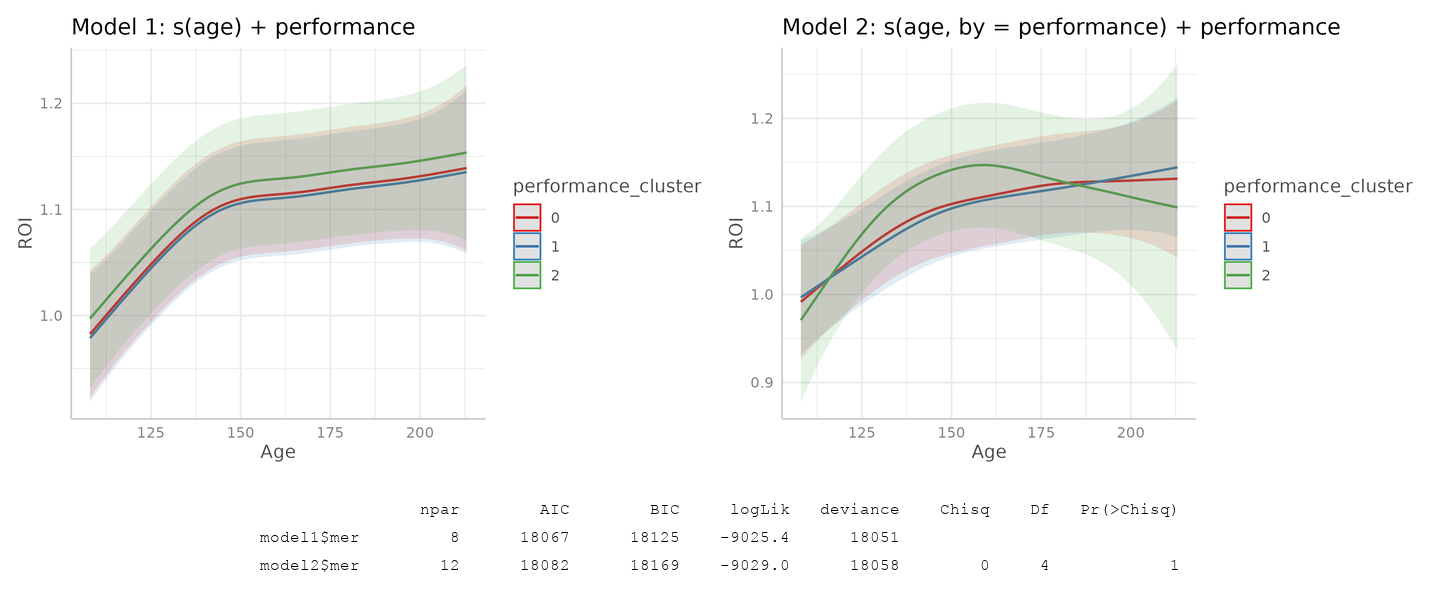 Model 1: s(age) + performance
1.2
1.1
1.0
ROI
125 150 175 200
Age
performance_cluster
0
1
2
Model 2: s(age, by = performance) + performance
1.2
1.1
1.0
0.9
ROI
125 150 175 200
Age
performance_cluster
0
1
2
npar AIC BIC logLik deviance Chisq Df Pr(>Chisq)
model1$mer 8 18067 18125 -9025.4 18051
model2$mer 12 18082 18169 -9029.0 18058 0 4 1